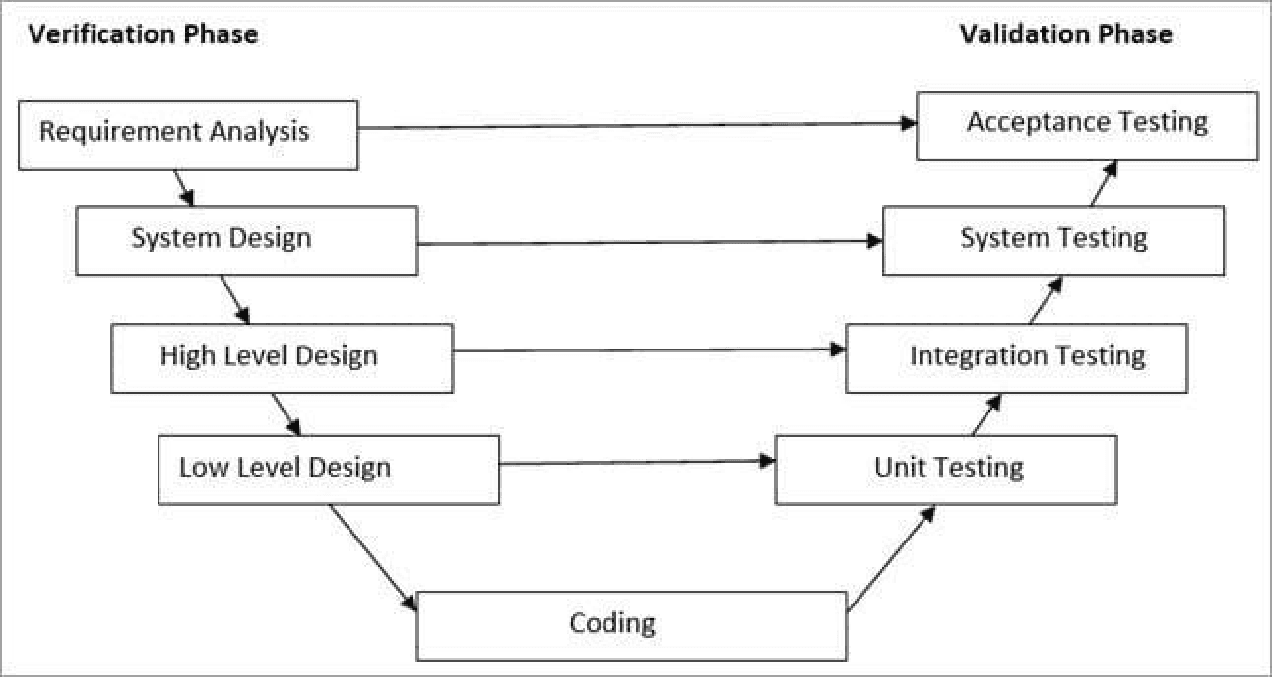 Verification Phase
Validation Phase
Requirement Analysis
Acceptance Testing
System Design
System Testing
High Level Design
Integration Testing
Low Level Design
Unit Testing
Coding